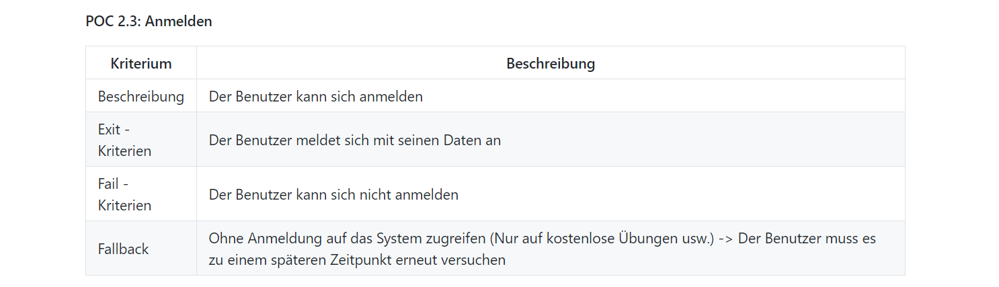 POC 2.3: Anmelden
Kriterium Beschreibung
Beschreibung Der Benutzer kann sich anmelden
Exit -
Kriterien
Der Benutzer meldet sich mit seinen Daten an
Fail -
Kriterien
Der Benutzer kann sich nicht anmelden
Fallback
Ohne Anmeldung auf das System zugreifen (Nur auf kostenlose Übungen usw.) -> Der Benutzer muss es
zu einem späteren Zeitpunkt erneut versuchen